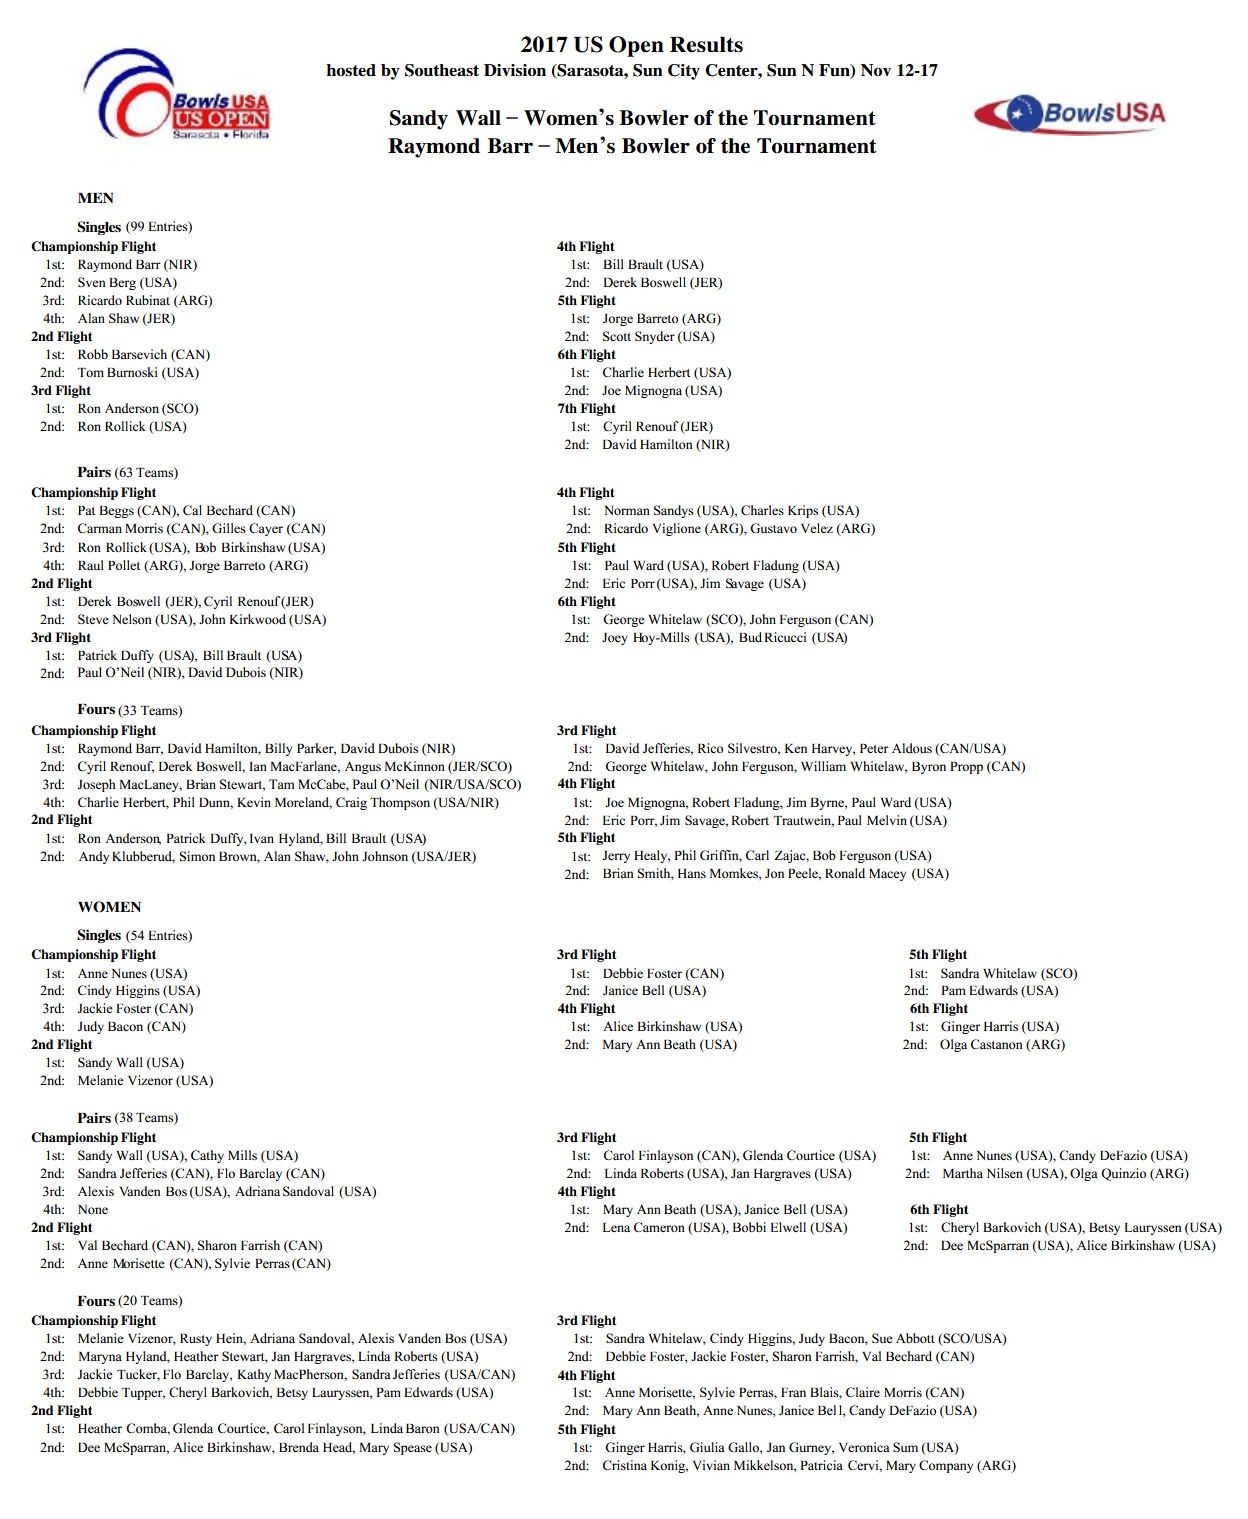 2017 US Open Results
hosted by Southeast Division (Sarasota, Sun City Center, Sun N Fun) Nov 12-17
Bowls USA
US OPEN
Sarasota • Florida
Sandy Wall – Women's Bowler of the Tournament
Raymond Barr – Men's Bowler of the Tournament
BowlsUSA
MEN
Singles (99 Entries)
Championship Flight
1st: Raymond Barr (NIR)
2nd: Sven Berg (USA)
3rd: Ricardo Rubinat (ARG)
4th: Alan Shaw (JER)
2nd Flight
1st: Robb Barsevich (CAN)
2nd: Tom Burnoski (USA)
3rd Flight
1st: Ron Anderson (SCO)
2nd: Ron Rollick (USA)
4th Flight
1st: Bill Brault (USA)
2nd: Derek Boswell (JER)
5th Flight
1st: Jorge Barreto (ARG)
2nd: Scott Snyder (USA)
6th Flight
1st: Charlie Herbert (USA)
2nd: Joe Mignogna (USA)
7th Flight
1st: Cyril Renouf (JER)
2nd: David Hamilton (NIR)
Pairs (63 Teams)
Championship Flight
1st: Pat Beggs (CAN), Cal Bechard (CAN)
2nd: Carman Morris (CAN), Gilles Cayer (CAN)
3rd: Ron Rollick (USA), Bob Birkinshaw (USA)
4th: Raul Pollet (ARG), Jorge Barreto (ARG)
2nd Flight
1st: Derek Boswell (JER), Cyril Renouf (JER)
2nd: Steve Nelson (USA), John Kirkwood (USA)
3rd Flight
1st: Patrick Duffy (USA), Bill Brault (USA)
2nd: Paul O'Neil (NIR), David Dubois (NIR)
4th Flight
1st: Norman Sandys (USA), Charles Krips (USA)
2nd: Ricardo Viglione (ARG), Gustavo Velez (ARG)
5th Flight
1st: Paul Ward (USA), Robert Fladung (USA)
2nd: Eric Porr (USA), Jim Savage (USA)
6th Flight
1st: George Whitelaw (SCO), John Ferguson (CAN)
2nd: Joey Hoy-Mills (USA), Bud Ricucci (USA)
Fours (33 Teams)
Championship Flight
1st: Raymond Barr, David Hamilton, Billy Parker, David Dubois (NIR)
2nd: Cyril Renouf, Derek Boswell, Ian MacFarlane, Angus McKinnon (JER/SCO)
3rd: Joseph MacLaney, Brian Stewart, Tam McCabe, Paul O'Neil (NIR/USA/SCO)
4th: Charlie Herbert, Phil Dunn, Kevin Moreland, Craig Thompson (USA/NIR)
2nd Flight
1st: Ron Anderson, Patrick Duffy, Ivan Hyland, Bill Brault (USA)
2nd: Andy Klubberud, Simon Brown, Alan Shaw, John Johnson (USA/JER)
3rd Flight
1st: David Jefferies, Rico Silvestro, Ken Harvey, Peter Aldous (CAN/USA)
2nd: George Whitelaw, John Ferguson, William Whitelaw, Byron Propp (CAN)
4th Flight
1st: Joe Mignogna, Robert Fladung, Jim Byrne, Paul Ward (USA)
2nd: Eric Porr, Jim Savage, Robert Trautwein, Paul Melvin (USA)
5th Flight
1st: Jerry Healy, Phil Griffin, Carl Zajac, Bob Ferguson (USA)
2nd: Brian Smith, Hans Momkes, Jon Peele, Ronald Macey (USA)
WOMEN
Singles (54 Entries)
Championship Flight
1st: Anne Nunes (USA)
2nd: Cindy Higgins (USA)
3rd: Jackie Foster (CAN)
4th: Judy Bacon (CAN)
2nd Flight
1st: Sandy Wall (USA)
2nd: Melanie Vizenor (USA)
3rd Flight
1st: Debbie Foster (CAN)
2nd: Janice Bell (USA)
4th Flight
1st: Alice Birkinshaw (USA)
2nd: Mary Ann Beath (USA)
5th Flight
1st: Sandra Whitelaw (SCO)
2nd: Pam Edwards (USA)
6th Flight
1st: Ginger Harris (USA)
2nd: Olga Castanon (ARG)
Pairs (38 Teams)
Championship Flight
1st: Sandy Wall (USA), Cathy Mills (USA)
2nd: Sandra Jefferies (CAN), Flo Barclay (CAN)
3rd: Alexis Vanden Bos (USA), Adriana Sandoval (USA)
4th: None
2nd Flight
1st: Val Bechard (CAN), Sharon Farrish (CAN)
2nd: Anne Morisette (CAN), Sylvie Perras (CAN)
3rd Flight
1st: Carol Finlayson (CAN), Glenda Courtice (USA)
2nd: Linda Roberts (USA), Jan Hargraves (USA)
4th Flight
1st: Mary Ann Beath (USA), Janice Bell (USA)
2nd: Lena Cameron (USA), Bobbi Elwell (USA)
5th Flight
1st: Anne Nunes (USA), Candy DeFazio (USA)
2nd: Martha Nilsen (USA), Olga Quinzio (ARG)
6th Flight
1st: Cheryl Barkovich (USA), Betsy Lauryssen (USA)
2nd: Dee McSparran (USA), Alice Birkinshaw (USA)
Fours (20 Teams)
Championship Flight
1st: Melanie Vizenor, Rusty Hein, Adriana Sandoval, Alexis Vanden Bos (USA)
2nd: Maryna Hyland, Heather Stewart, Jan Hargraves, Linda Roberts (USA)
3rd: Jackie Tucker, Flo Barclay, Kathy MacPherson, Sandra Jefferies (USA/CAN)
4th: Debbie Tupper, Cheryl Barkovich, Betsy Lauryssen, Pam Edwards (USA)
2nd Flight
1st: Heather Comba, Glenda Courtice, Carol Finlayson, Linda Baron (USA/CAN)
2nd: Dee McSparran, Alice Birkinshaw, Brenda Head, Mary Spease (USA)
3rd Flight
1st: Sandra Whitelaw, Cindy Higgins, Judy Bacon, Sue Abbott (SCO/USA)
2nd: Debbie Foster, Jackie Foster, Sharon Farrish, Val Bechard (CAN)
4th Flight
1st: Anne Morisette, Sylvie Perras, Fran Blais, Claire Morris (CAN)
2nd: Mary Ann Beath, Anne Nunes, Janice Bell, Candy DeFazio (USA)
5th Flight
1st: Ginger Harris, Giulia Gallo, Jan Gurney, Veronica Sum (USA)
2nd: Cristina Konig, Vivian Mikkelson, Patricia Cervi, Mary Company (ARG)